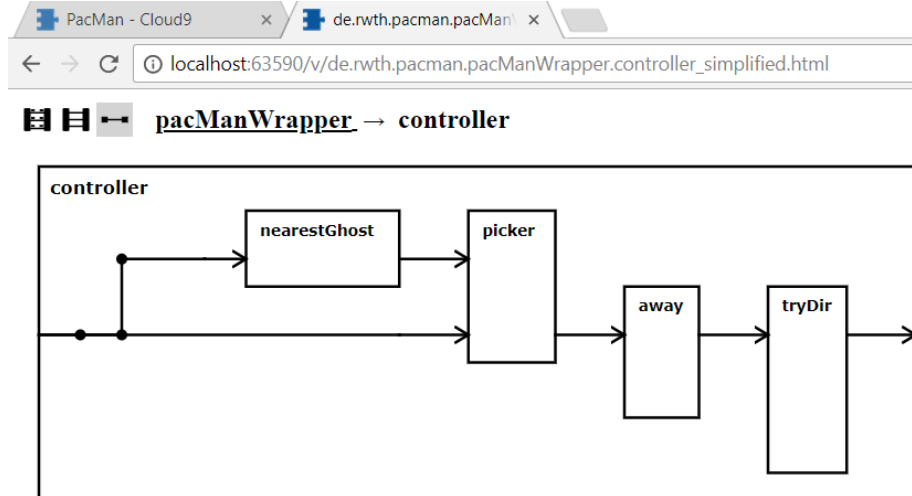 PacMan - Cloud9
de.rwth.pacman.pacMan
localhost:63590/v/de.rwth.pacman.pacManWrapper.controller_simplified.html
pacManWrapper → controller
controller
nearestGhost
picker
away
tryDir